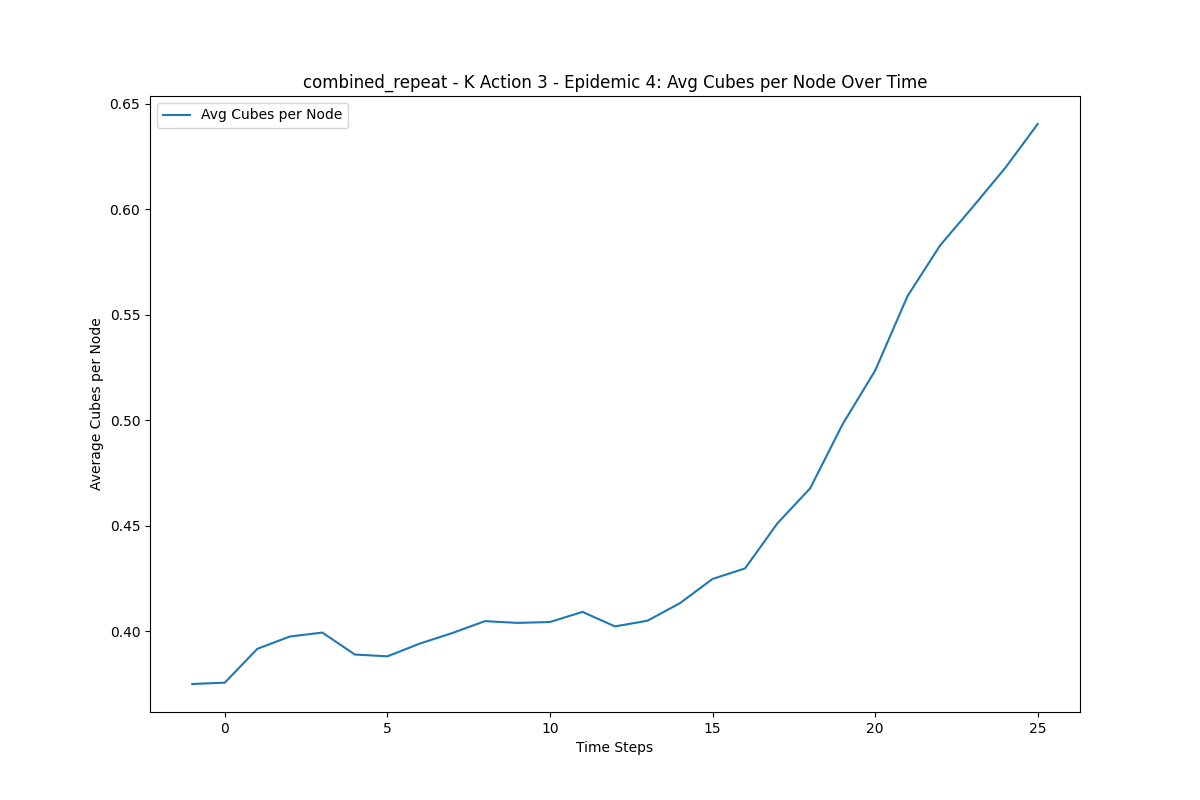 combined_repeat - K Action 3 - Epidemic 4: Avg Cubes per Node Over Time
Avg Cubes per Node
0.65
0.60
0.55
0.50
0.45
0.40
Average Cubes per Node
0 5 10 15 20 25
Time Steps